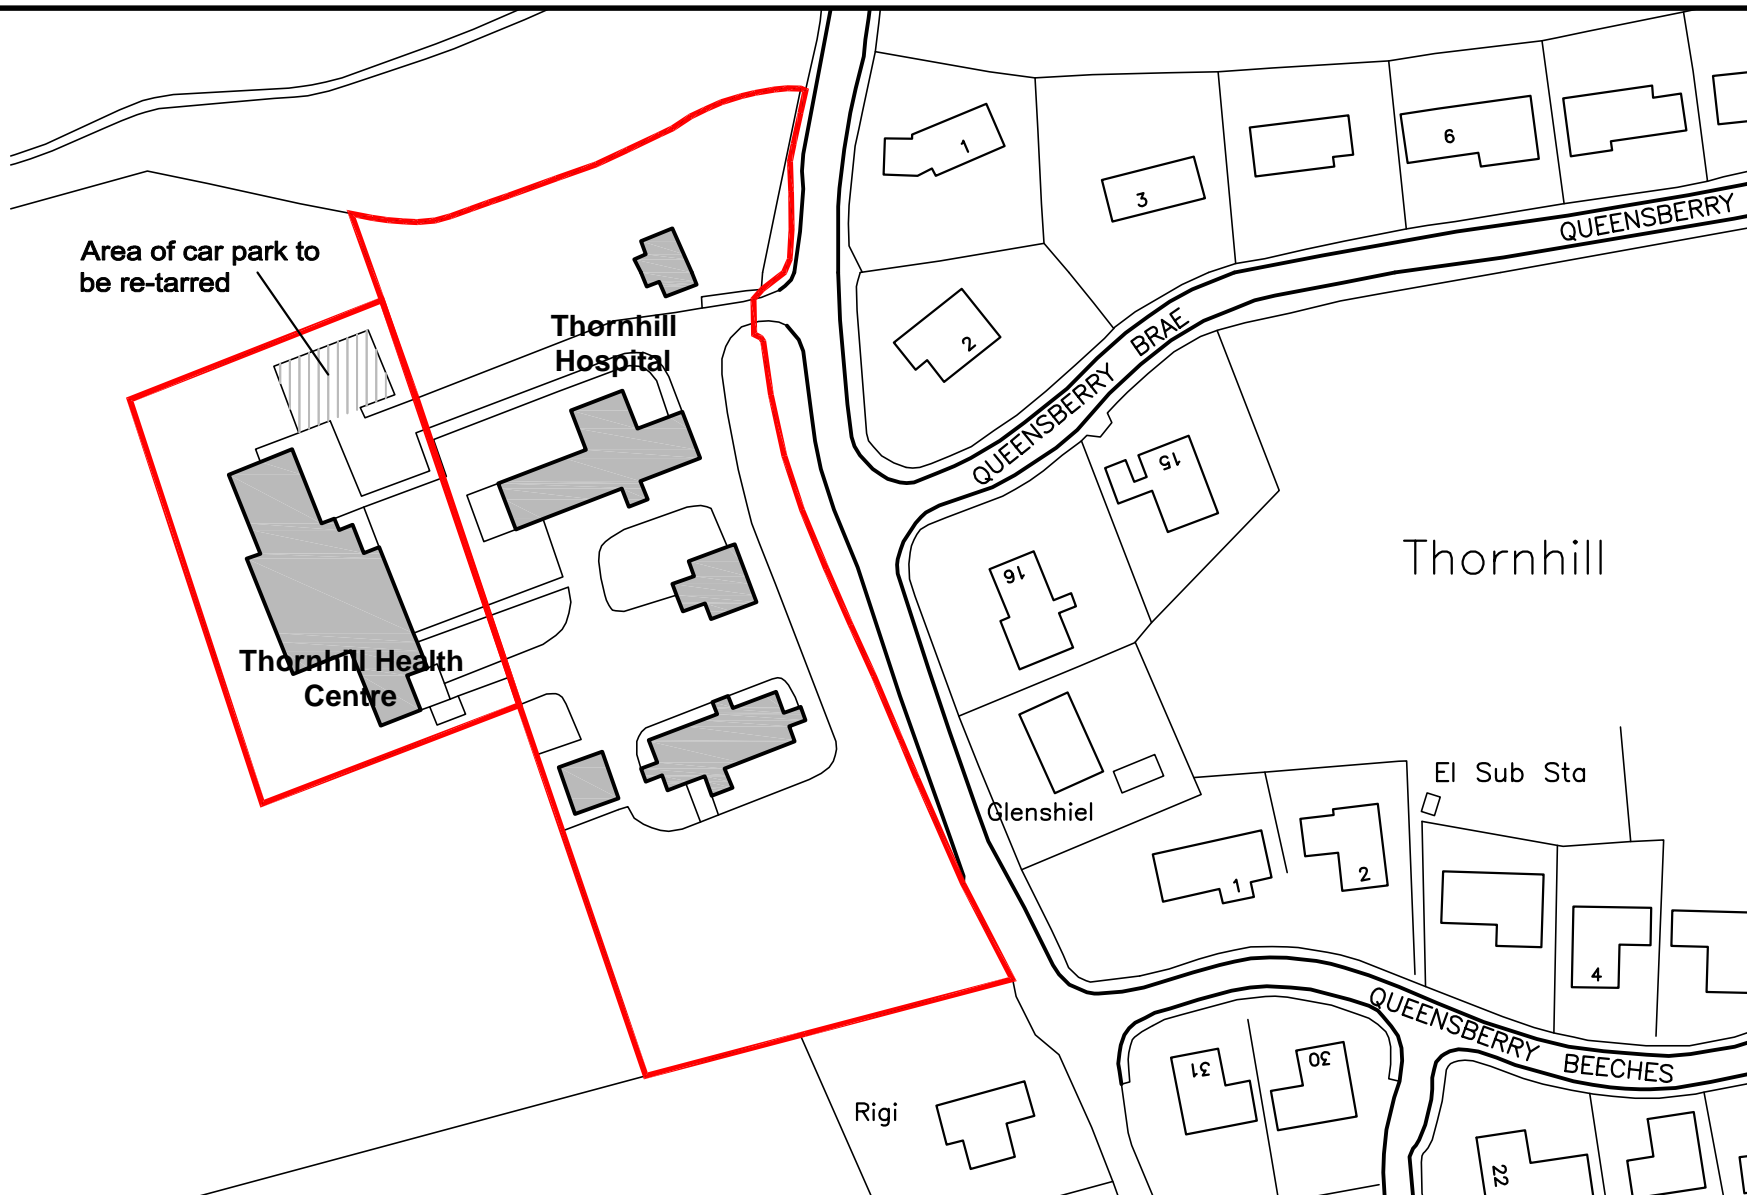 1
6
3
QUEENSBERRY
Area of car park to
be re-tarred
Thornhill
Hospital
2
QUEENSBERRY BRAE
15
Thornhill
16
Thornhill Health
Centre
El Sub Sta
Glenshiel
1
2
4
QUEENSBERRY BEECHES
31
30
Rigi
22